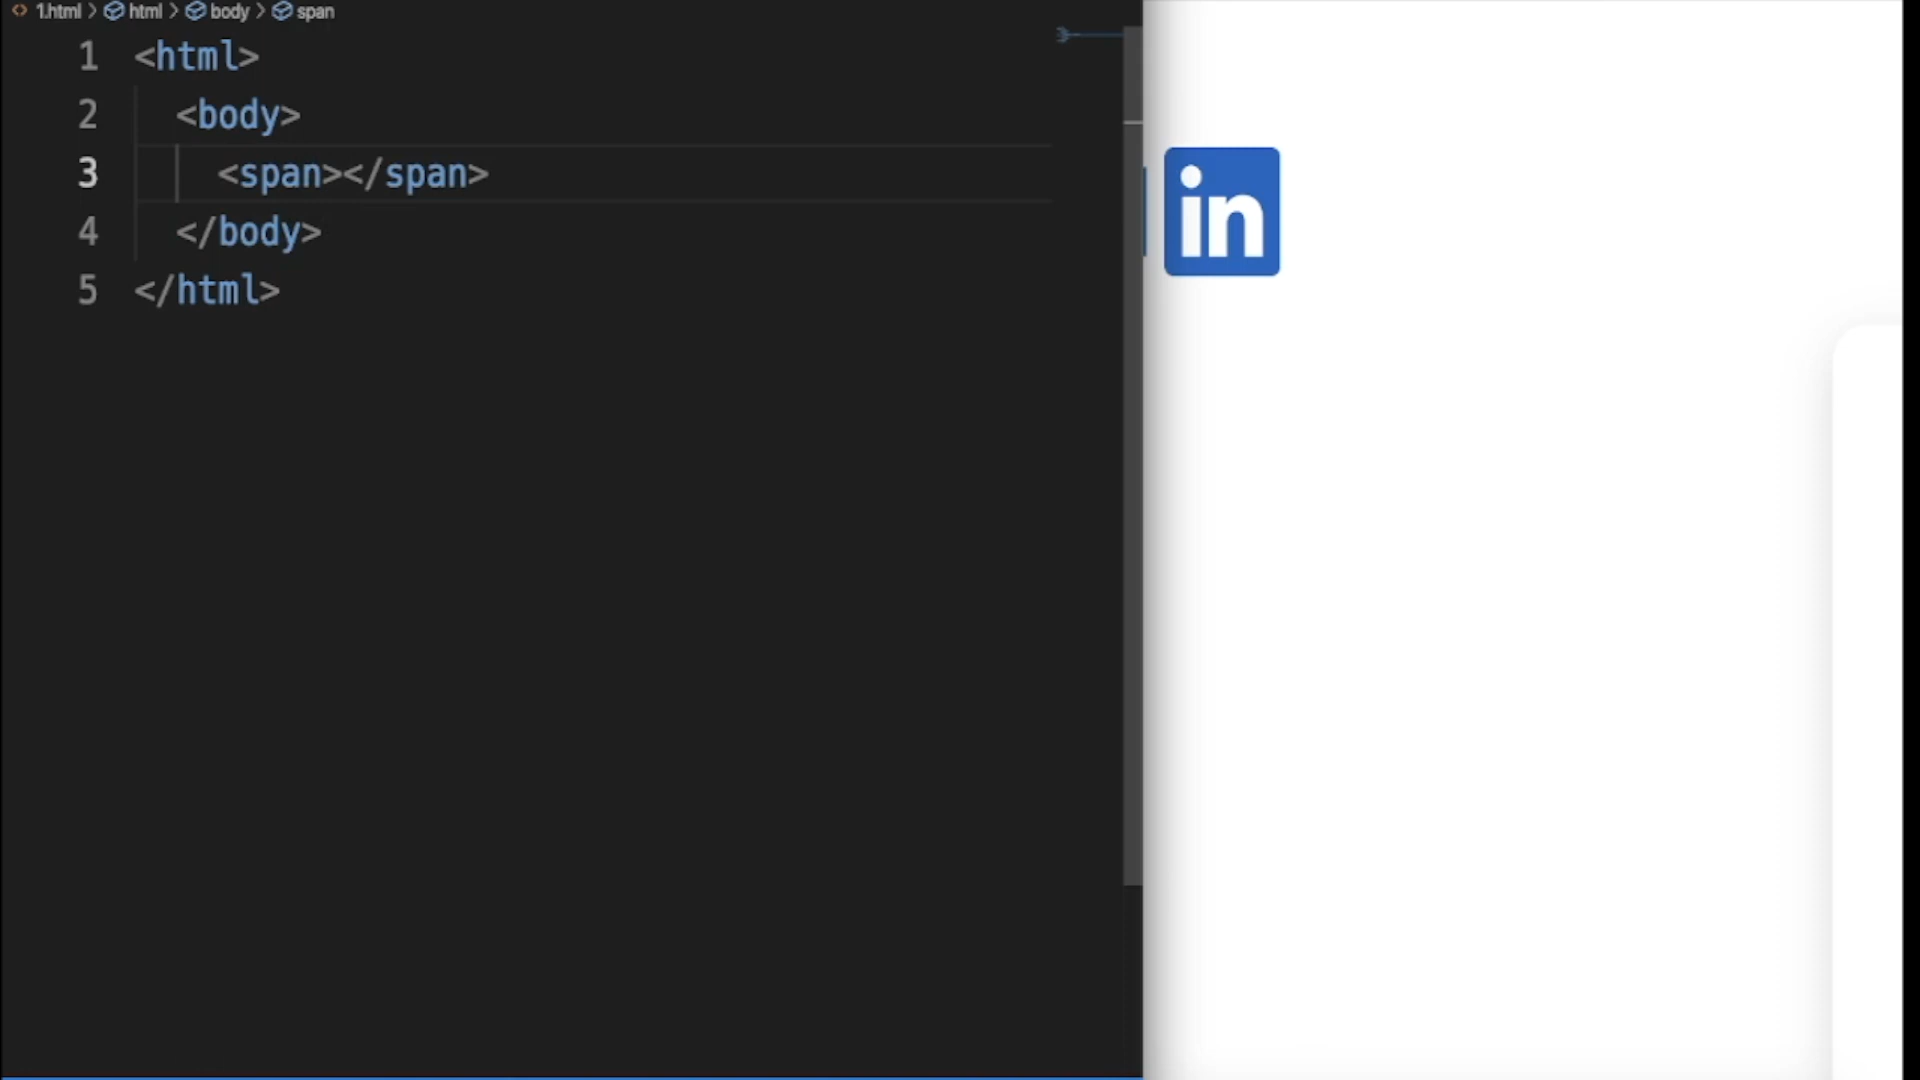 1.html > html > body > span
1 <html>
2 <body>
3 <span></span>
4 </body>
5 </html>
in